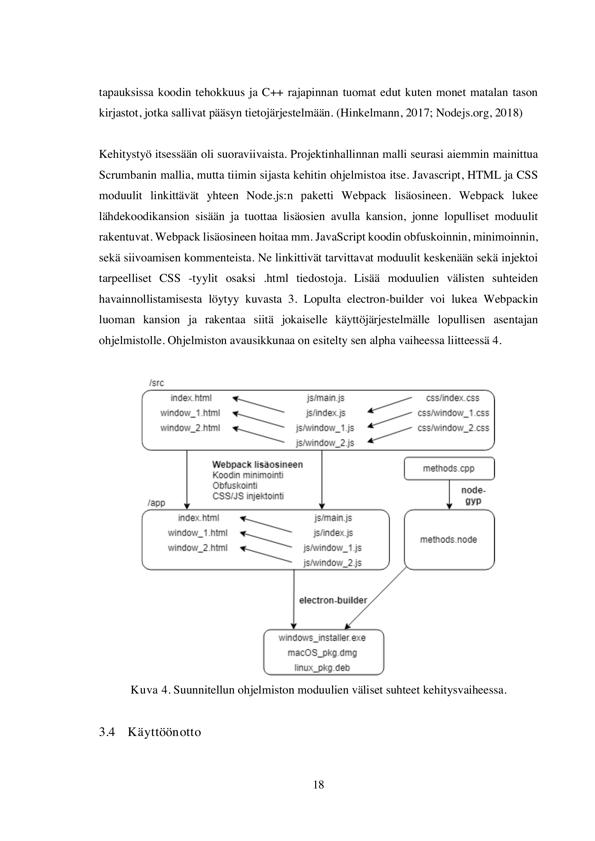 tapauksissa koodin tehokkuus ja C++ rajapinnan tuomat edut kuten monet matalan tason
kirjastot, jotka sallivat pääsyn tietojärjestelmään. (Hinkelmann, 2017; Nodejs.org, 2018)
Kehitystyö itsessään oli suoraviivaista. Projektinhallinnan malli seurasi aiemmin mainittua
Scrumbanin mallia, mutta tiimin sijasta kehitin ohjelmistoa itse. Javascript, HTML ja CSS
moduulit linkittävät yhteen Node.js:n paketti Webpack lisäosineen. Webpack lukee
lähdekoodikansion sisään ja tuottaa lisäosien avulla kansion, jonne lopulliset moduulit
rakentuvat. Webpack lisäosineen hoitaa mm. JavaScript koodin obfuskoinnin, minimoinnin,
sekä siivoamisen kommenteista. Ne linkittivät tarvittavat moduulit keskenään sekä injektoi
tarpeelliset CSS -tyylit osaksi .html tiedostoja. Lisää moduulien välisten suhteiden
havainnollistamisesta löytyy kuvasta 3. Lopulta electron-builder voi lukea Webpackin
luoman kansion ja rakentaa siitä jokaiselle käyttöjärjestelmälle lopullisen asentajan
ohjelmistolle. Ohjelmiston avausikkunaa on esitelty sen alpha vaiheessa liitteessä 4.
/src
index.html js/main.js css/index.css
window_1.html js/index.js css/window_1.css
window_2.html js/window_1.js css/window_2.css
js/window_2.js
Webpack lisäosineen
Koodin minimointi
Obfuskointi
CSS/JS injektointi
methods.cpp
node-
gyp
/app
index.html js/main.js
window_1.html js/index.js
window_2.html js/window_1.js
js/window_2.js
methods.node
electron-builder
windows_installer.exe
macOS_pkg.dmg
linux_pkg.deb
Kuva 4. Suunnitellun ohjelmiston moduulien väliset suhteet kehitysvaiheessa.
3.4 Käyttöönotto
18